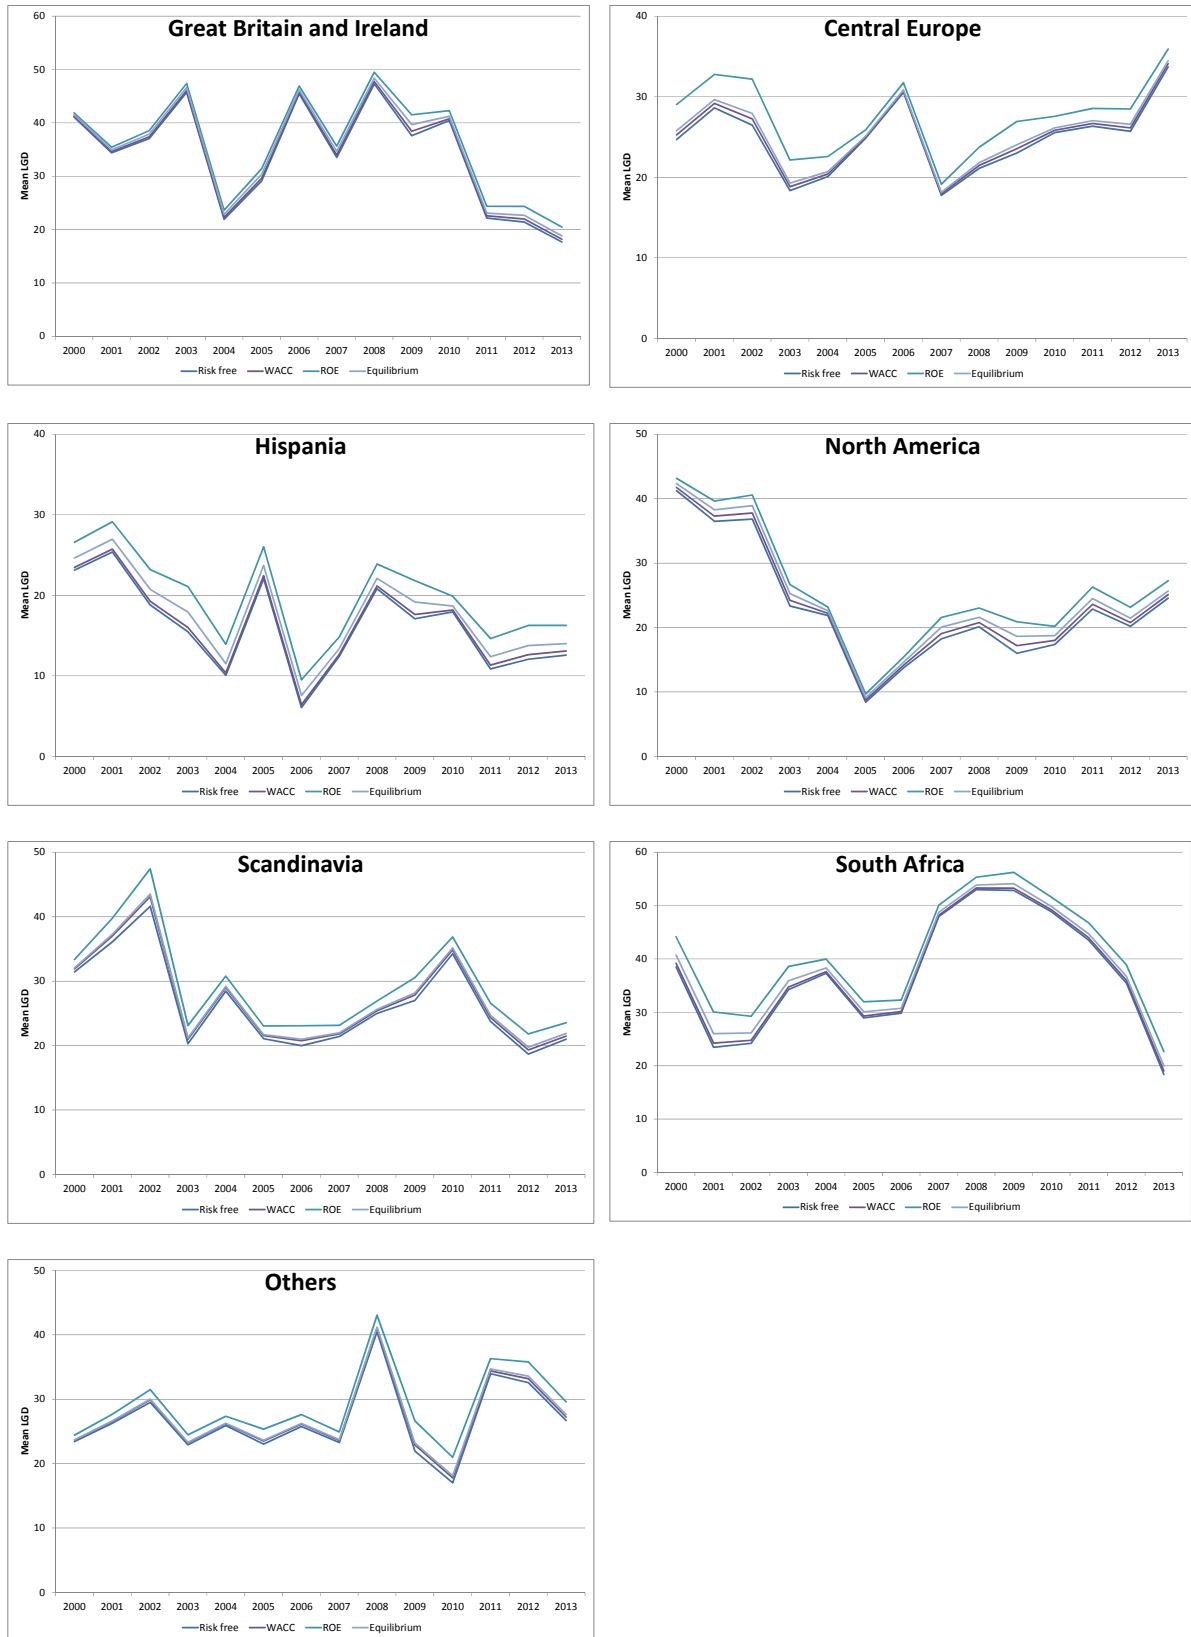 Great Britain and Ireland
60
50
40
30
20
10
0
Mean LGD
2000 2001 2002 2003 2004 2005 2006 2007 2008 2009 2010 2011 2012 2013
Risk free WACC ROE Equilibrium
Central Europe
40
30
20
10
0
Mean LGD
2000 2001 2002 2003 2004 2005 2006 2007 2008 2009 2010 2011 2012 2013
Risk free WACC ROE Equilibrium
Hispania
40
30
20
10
0
Mean LGD
2000 2001 2002 2003 2004 2005 2006 2007 2008 2009 2010 2011 2012 2013
Risk free WACC ROE Equilibrium
North America
50
40
30
20
10
0
Mean LGD
2000 2001 2002 2003 2004 2005 2006 2007 2008 2009 2010 2011 2012 2013
Risk free WACC ROE Equilibrium
Scandinavia
50
40
30
20
10
0
Mean LGD
2000 2001 2002 2003 2004 2005 2006 2007 2008 2009 2010 2011 2012 2013
Risk free WACC ROE Equilibrium
South Africa
60
50
40
30
20
10
0
Mean LGD
2000 2001 2002 2003 2004 2005 2006 2007 2008 2009 2010 2011 2012 2013
Risk free WACC ROE Equilibrium
Others
50
40
30
20
10
0
Mean LGD
2000 2001 2002 2003 2004 2005 2006 2007 2008 2009 2010 2011 2012 2013
Risk free WACC ROE Equilibrium